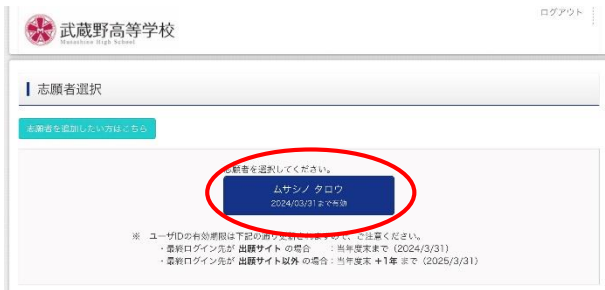 ログアウト
武蔵野高等学校
Musashino High School
志願者選択
志願者を追加したい方はこちら
志願者を選択してください。
ムサシノ タロウ
2024/03/31まで有効
※ ユーザIDの有効期限は下記の通り更新されますので、ご注意ください。
・最終ログイン先が 出願サイト の場合 :当年度末まで（2024/3/31）
・最終ログイン先が 出願サイト以外 の場合:当年度末 +1年 まで（2025/3/31）